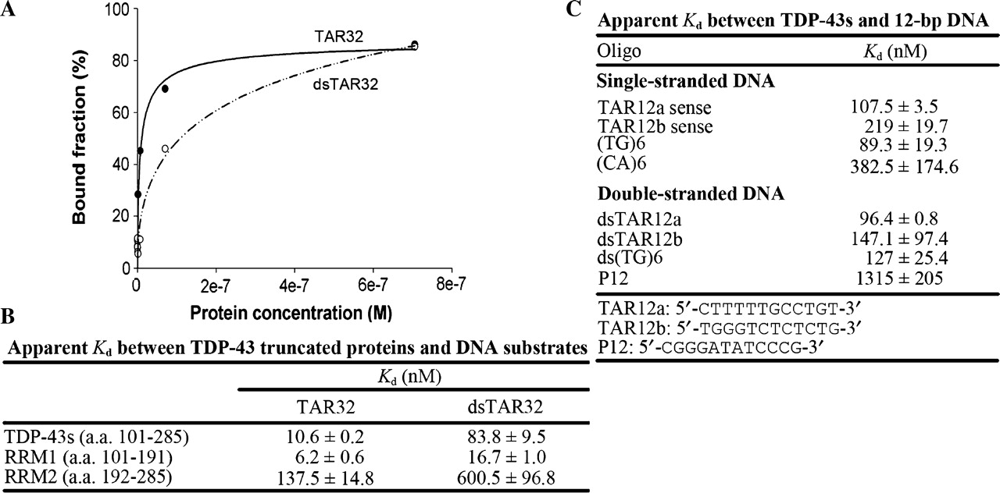 A
100
80
60
40
20
0
Bound fraction (%)
TAR32
dsTAR32
0 2e-7 4e-7 6e-7 8e-7
Protein concentration (M)
B
Apparent Kd between TDP-43 truncated proteins and DNA substrates
Kd (nM)
TAR32 dsTAR32
TDP-43s (a.a. 101-285) 10.6 ± 0.2 83.8 ± 9.5
RRM1 (a.a. 101-191) 6.2 ± 0.6 16.7 ± 1.0
RRM2 (a.a. 192-285) 137.5 ± 14.8 600.5 ± 96.8
C
Apparent Kd between TDP-43s and 12-bp DNA
Oligo Kd (nM)
Single-stranded DNA
TAR12a sense 107.5 ± 3.5
TAR12b sense 219 ± 19.7
(TG)6 89.3 ± 19.3
(CA)6 382.5 ± 174.6
Double-stranded DNA
dsTAR12a 96.4 ± 0.8
dsTAR12b 147.1 ± 97.4
ds(TG)6 127 ± 25.4
P12 1315 ± 205
TAR12a: 5′-CTTTTTGCCTGT-3′
TAR12b: 5′-TGGGTCTCTCTG-3′
P12: 5′-CGGGATATCCCG-3′